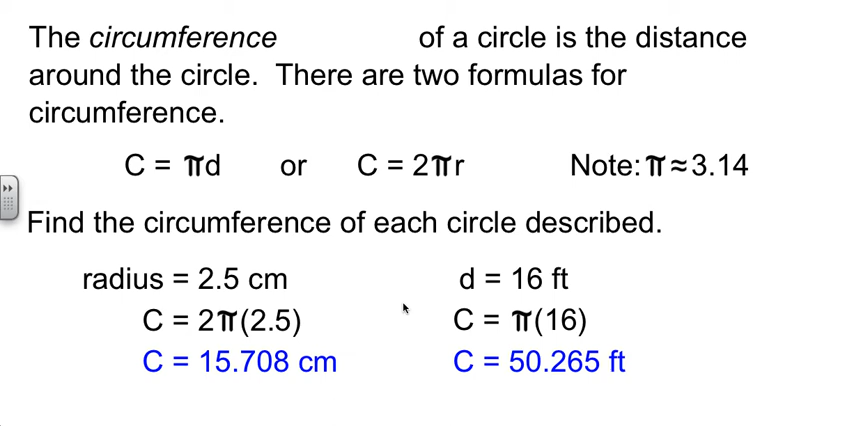 The circumference of a circle is the distance
around the circle. There are two formulas for
circumference.
C = πd or C = 2πr Note: π≈3.14
Find the circumference of each circle described.
radius = 2.5 cm d = 16 ft
C = 2π(2.5) C = π(16)
C = 15.708 cm C = 50.265 ft